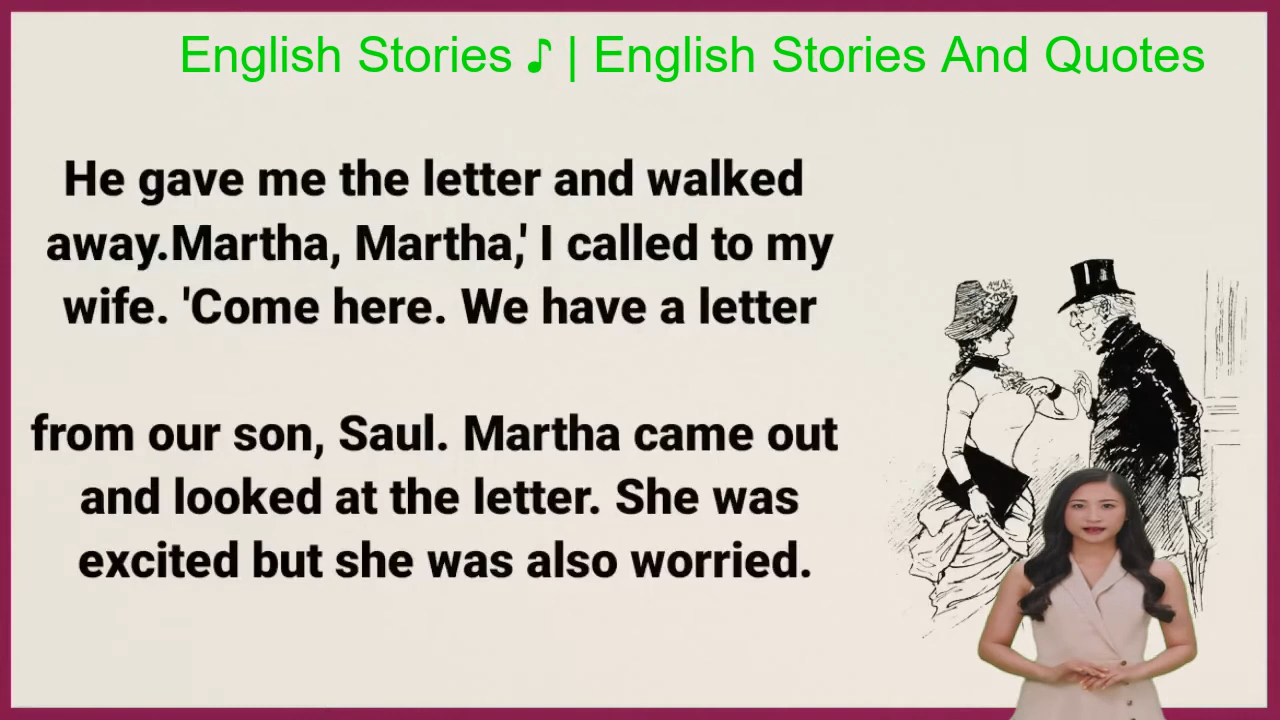 English Stories ♪ | English Stories And Quotes
He gave me the letter and walked
away.Martha, Martha,' I called to my
wife. 'Come here. We have a letter
from our son, Saul. Martha came out
and looked at the letter. She was
excited but she was also worried.